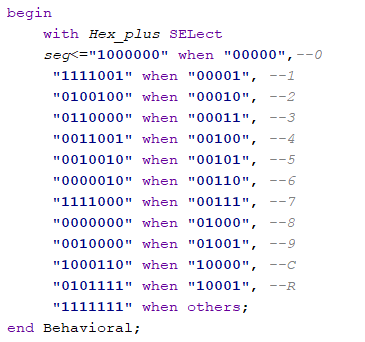 begin
with Hex_plus SELect
seg<="1000000" when "00000",--0
"1111001" when "00001", --1
"0100100" when "00010", --2
"0110000" when "00011", --3
"0011001" when "00100", --4
"0010010" when "00101", --5
"0000010" when "00110", --6
"1111000" when "00111", --7
"0000000" when "01000", --8
"0010000" when "01001", --9
"1000110" when "10000", --C
"0101111" when "10001", --R
"1111111" when others;
end Behavioral;